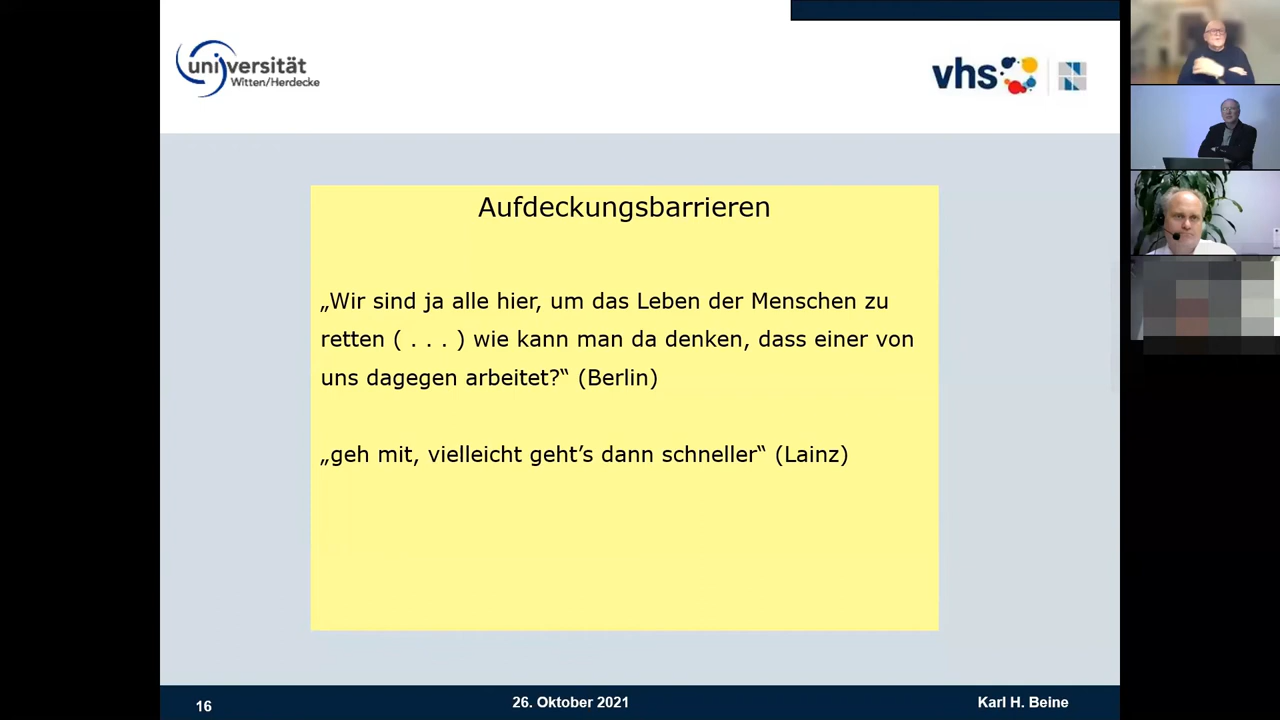 universität
Witten/Herdecke
vhs
Aufdeckungsbarrieren
„Wir sind ja alle hier, um das Leben der Menschen zu
retten ( . . . ) wie kann man da denken, dass einer von
uns dagegen arbeitet?“ (Berlin)
„geh mit, vielleicht geht’s dann schneller“ (Lainz)
16
26. Oktober 2021
Karl H. Beine